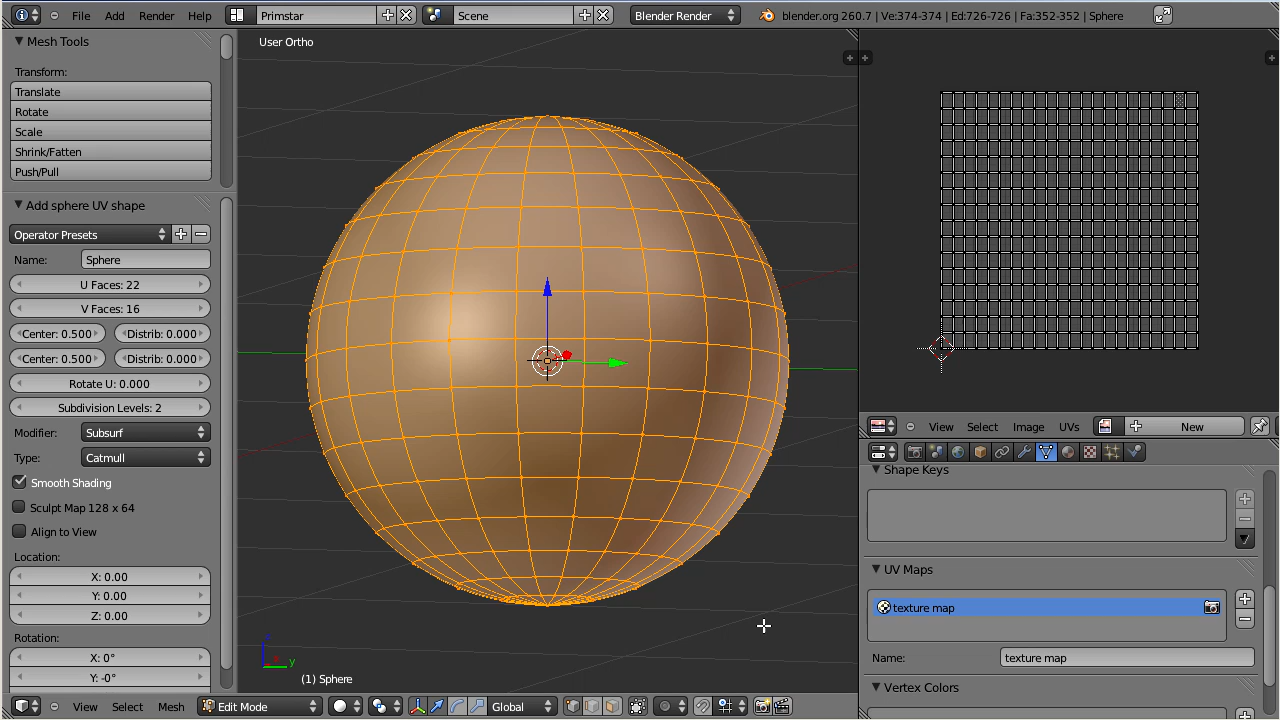 File Add Render Help Primstar Scene Blender Render blender.org 260.7 | Ve:374-374 | Ed:726-726 | Fa:352-352 | Sphere
Mesh Tools
Transform:
Translate
Rotate
Scale
Shrink/Fatten
Push/Pull
Add sphere UV shape
Operator Presets
Name: Sphere
U Faces: 22
V Faces: 16
Center: 0.500 Distrib: 0.000
Center: 0.500 Distrib: 0.000
Rotate U: 0.000
Subdivision Levels: 2
Modifier: Subsurf
Type: Catmull
Smooth Shading
Sculpt Map 128 x 64
Align to View
Location:
X: 0.00
Y: 0.00
Z: 0.00
Rotation:
X: 0°
Y: -0°
User Ortho
y
(1) Sphere
View Select Mesh Edit Mode Global
View Select Image UVs New
Shape Keys
UV Maps
texture map
Name: texture map
Vertex Colors